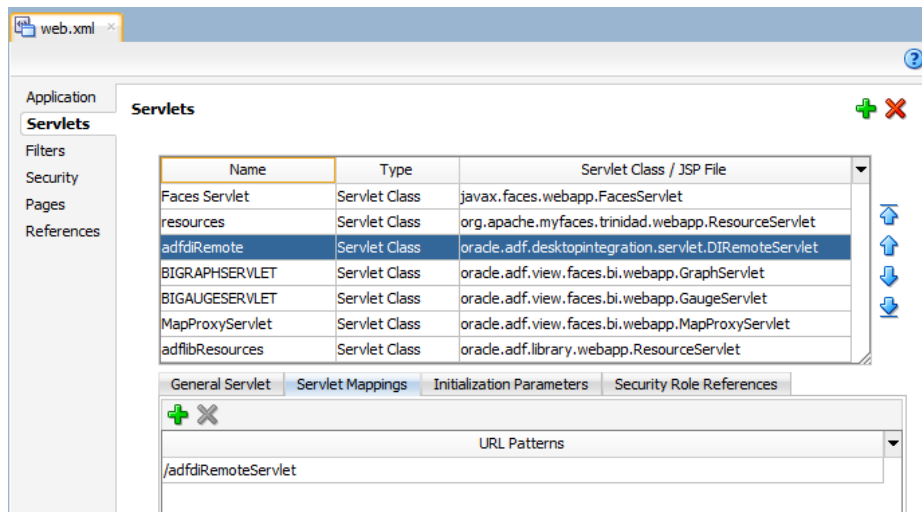 web.xml
Application
Servlets
Filters
Security
Pages
References
Servlets
Name Type Servlet Class / JSP File
Faces Servlet Servlet Class javax.faces.webapp.FacesServlet
resources Servlet Class org.apache.myfaces.trinidad.webapp.ResourceServlet
adfdiRemote Servlet Class oracle.adf.desktopintegration.servlet.DIRemoteServlet
BIGRAPHSERVLET Servlet Class oracle.adf.view.faces.bi.webapp.GraphServlet
BIGAUGESERVLET Servlet Class oracle.adf.view.faces.bi.webapp.GaugeServlet
MapProxyServlet Servlet Class oracle.adf.view.faces.bi.webapp.MapProxyServlet
adflibResources Servlet Class oracle.adf.library.webapp.ResourceServlet
General Servlet Servlet Mappings Initialization Parameters Security Role References
URL Patterns
/adfdiRemoteServlet